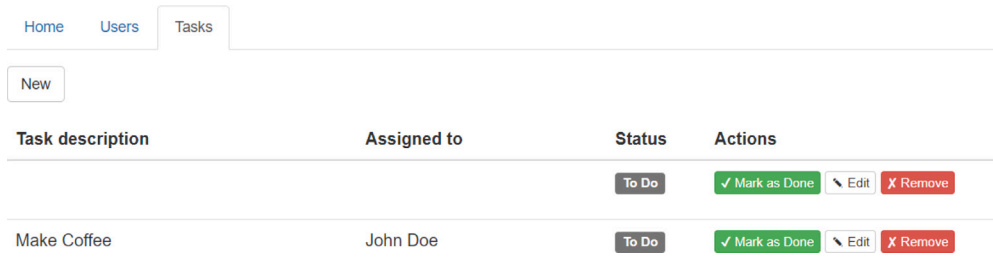 Home Users Tasks
New
Task description Assigned to Status Actions
To Do ✓ Mark as Done Edit ✗ Remove
Make Coffee John Doe To Do ✓ Mark as Done Edit ✗ Remove